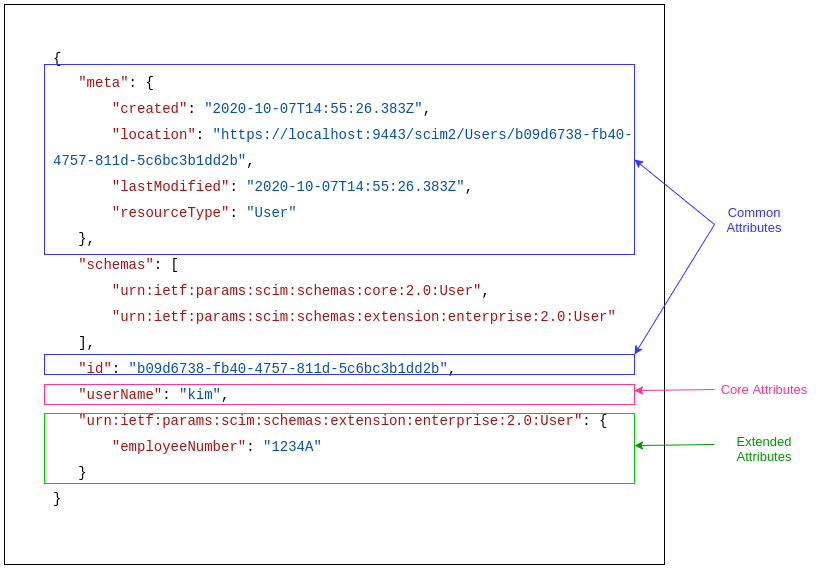 {
"meta": {
"created": "2020-10-07T14:55:26.383Z",
"location": "https://localhost:9443/scim2/Users/b09d6738-fb40-
4757-811d-5c6bc3b1dd2b",
"lastModified": "2020-10-07T14:55:26.383Z",
"resourceType": "User"
},
"schemas": [
"urn:ietf:params:scim:schemas:core:2.0:User",
"urn:ietf:params:scim:schemas:extension:enterprise:2.0:User"
],
"id": "b09d6738-fb40-4757-811d-5c6bc3b1dd2b",
"userName": "kim",
"urn:ietf:params:scim:schemas:extension:enterprise:2.0:User": {
"employeeNumber": "1234A"
}
}
Common
Attributes
Core Attributes
Extended
Attributes